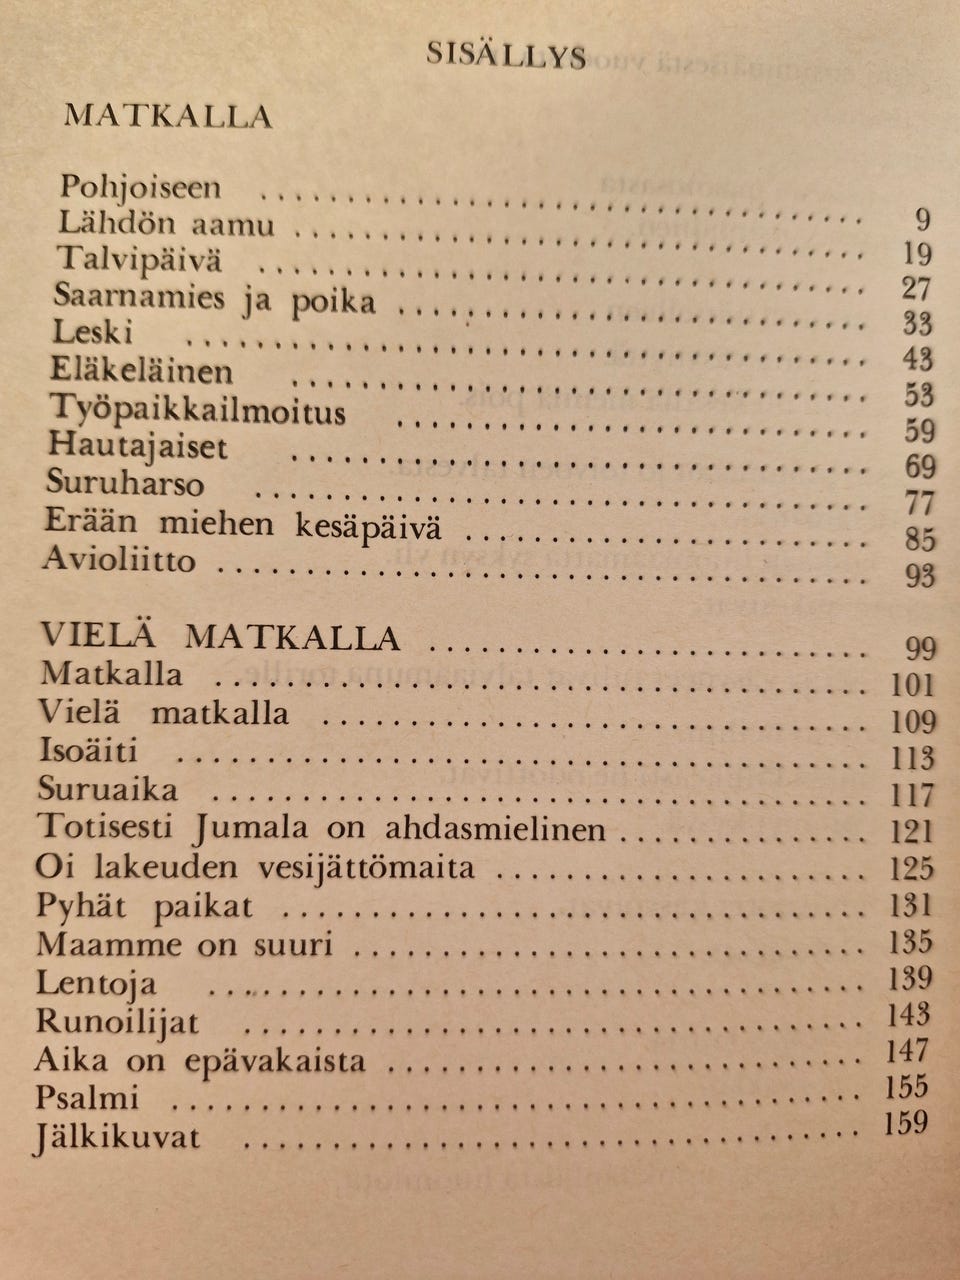 SISÄLLYS
MATKALLA
Pohjoiseen . . . . . . . . . . . . . . . . . . . . . . . . . . . . . . . . . . 9
Lähdön aamu . . . . . . . . . . . . . . . . . . . . . . . . . . . . . . . . 19
Talvipäivä . . . . . . . . . . . . . . . . . . . . . . . . . . . . . . . . . . 27
Saarnamies ja poika . . . . . . . . . . . . . . . . . . . . . . . . . . 33
Leski . . . . . . . . . . . . . . . . . . . . . . . . . . . . . . . . . . . . . . 43
Eläkeläinen . . . . . . . . . . . . . . . . . . . . . . . . . . . . . . . . 53
Työpaikkailmoitus . . . . . . . . . . . . . . . . . . . . . . . . . . 59
Hautajaiset . . . . . . . . . . . . . . . . . . . . . . . . . . . . . . . . 69
Suruharso . . . . . . . . . . . . . . . . . . . . . . . . . . . . . . . . . . 77
Erään miehen kesäpäivä . . . . . . . . . . . . . . . . . . . . . . 85
Avioliitto . . . . . . . . . . . . . . . . . . . . . . . . . . . . . . . . . . . . 93
VIELÄ MATKALLA . . . . . . . . . . . . . . . . . . . . . . . . 99
Matkalla . . . . . . . . . . . . . . . . . . . . . . . . . . . . . . . . . . . . 101
Vielä matkalla . . . . . . . . . . . . . . . . . . . . . . . . . . . . . . 109
Isoäiti . . . . . . . . . . . . . . . . . . . . . . . . . . . . . . . . . . . . . . 113
Suruaika . . . . . . . . . . . . . . . . . . . . . . . . . . . . . . . . . . . . 117
Totisesti Jumala on ahdasmielinen . . . . . . . . . . . . . . 121
Oi lakeuden vesijättömaita . . . . . . . . . . . . . . . . . . . . 125
Pyhät paikat . . . . . . . . . . . . . . . . . . . . . . . . . . . . . . . . 131
Maamme on suuri . . . . . . . . . . . . . . . . . . . . . . . . . . . . 135
Lentoja . . . . . . . . . . . . . . . . . . . . . . . . . . . . . . . . . . . . 139
Runoilijat . . . . . . . . . . . . . . . . . . . . . . . . . . . . . . . . . . 143
Aika on epävakaista . . . . . . . . . . . . . . . . . . . . . . . . . . 147
Psalmi . . . . . . . . . . . . . . . . . . . . . . . . . . . . . . . . . . . . . . 155
Jälkikuvat . . . . . . . . . . . . . . . . . . . . . . . . . . . . . . . . . . 159